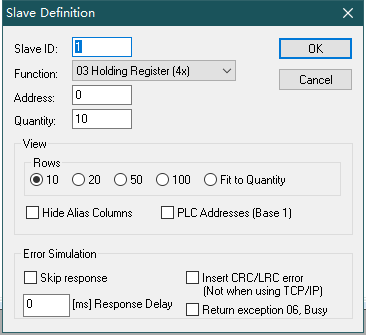 Slave Definition
Slave ID: 1
OK
Function: 03 Holding Register (4x)
Cancel
Address: 0
Quantity: 10
View
Rows
10 20 50 100 Fit to Quantity
Hide Alias Columns PLC Addresses (Base 1)
Error Simulation
Skip response Insert CRC/LRC error
(Not when using TCP/IP)
0 [ms] Response Delay
Return exception 06, Busy